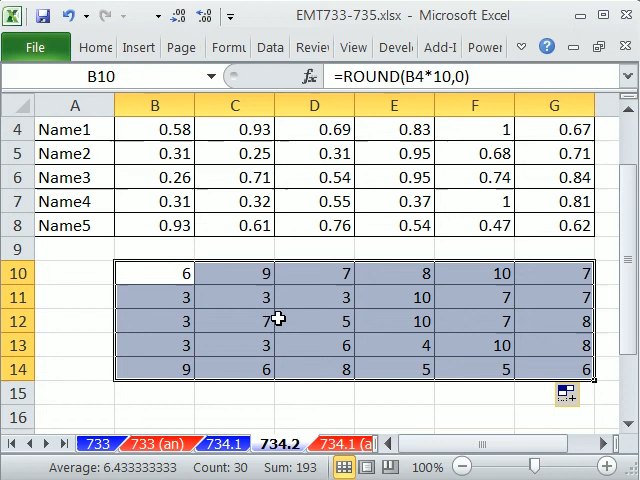 EMT733-735.xlsx - Microsoft Excel
File Home Insert Page Formu Data Reviev View Devel Add-I Power
B10 fx =ROUND(B4*10,0)
A B C D E F G
4 Name1 0.58 0.93 0.69 0.83 1 0.67
5 Name2 0.31 0.25 0.31 0.95 0.68 0.71
6 Name3 0.26 0.71 0.54 0.95 0.74 0.84
7 Name4 0.31 0.32 0.55 0.37 1 0.81
8 Name5 0.93 0.61 0.76 0.54 0.47 0.62
9
10 6 9 7 8 10 7
11 3 3 3 10 7 7
12 3 7 5 10 7 8
13 3 3 6 4 10 8
14 9 6 8 5 5 6
15
16
733 733 (an) 734.1 734.2 734.1 (a
Average: 6.433333333 Count: 30 Sum: 193 100%